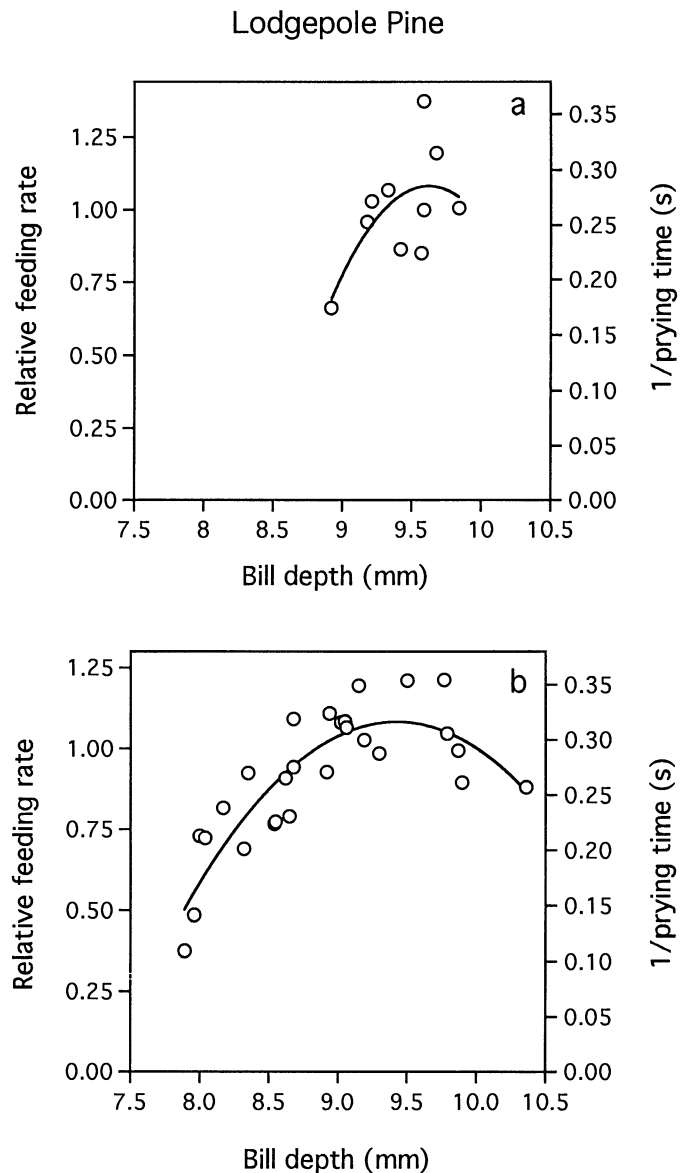 Lodgepole Pine
a
1.25
1.00
0.75
0.50
0.25
0.00
Relative feeding rate
0.35
0.30
0.25
0.20
0.15
0.10
0.05
0.00
1/prying time (s)
7.5 8 8.5 9 9.5 10 10.5
Bill depth (mm)
b
1.25
1.00
0.75
0.50
0.25
0.00
Relative feeding rate
0.35
0.30
0.25
0.20
0.15
0.10
0.05
0.00
1/prying time (s)
7.5 8.0 8.5 9.0 9.5 10.0 10.5
Bill depth (mm)